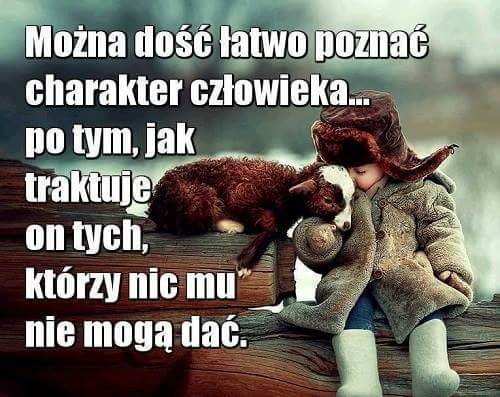 Można dość łatwo poznać
charakter człowieka...
po tym, jak
traktuje
on tych,
którzy nic mu
nie mogą dać.